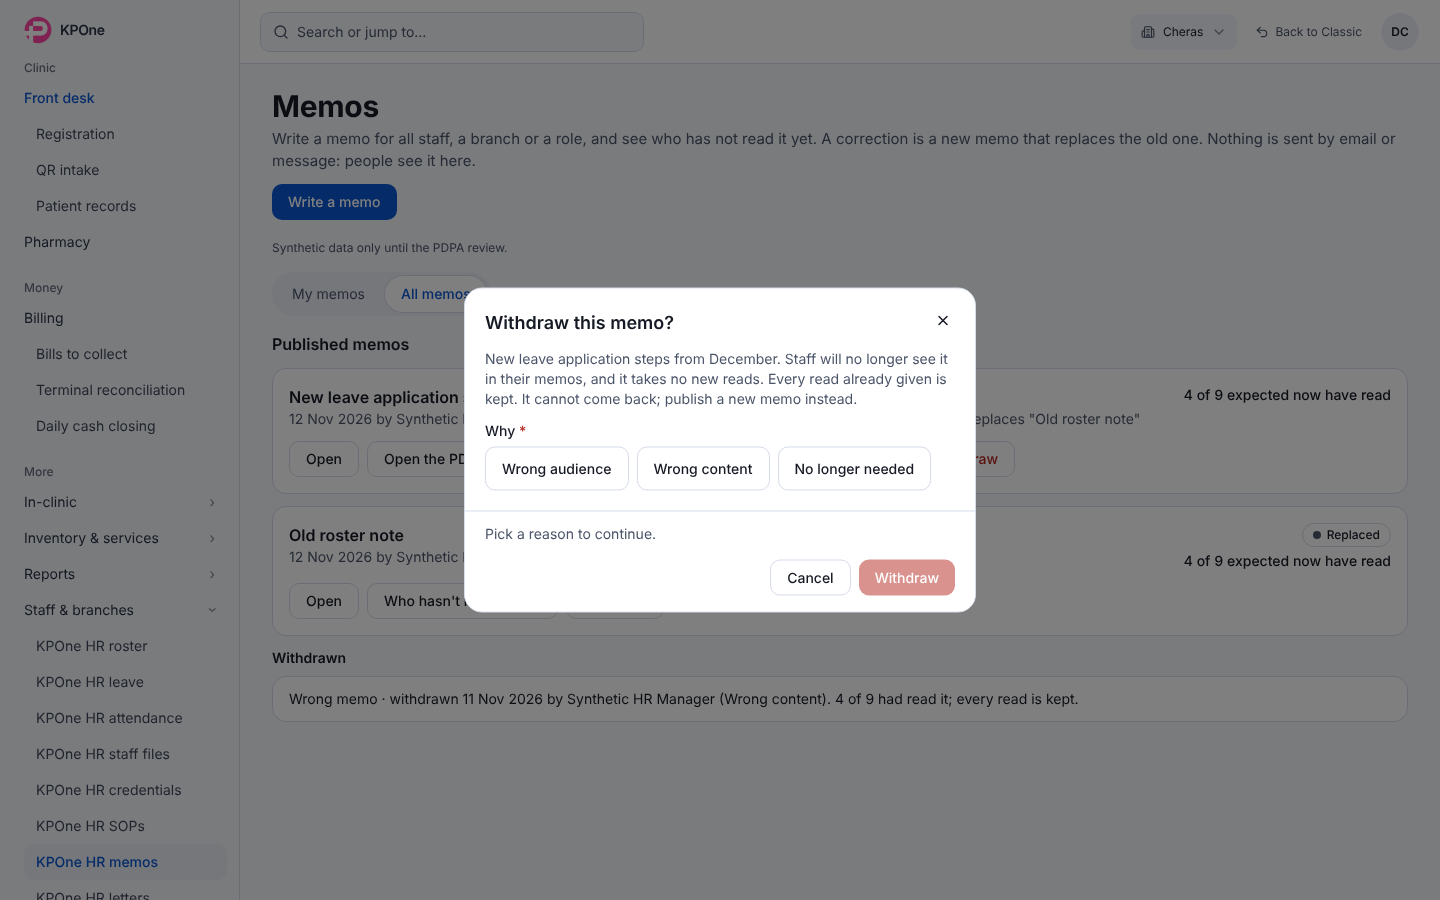 KPOne
Clinic
Front desk
Registration
QR intake
Patient records
Pharmacy
Money
Billing
Bills to collect
Terminal reconciliation
Daily cash closing
More
In-clinic
Inventory & services
Reports
Staff & branches
KPOne HR roster
KPOne HR leave
KPOne HR attendance
KPOne HR staff files
KPOne HR credentials
KPOne HR SOPs
KPOne HR memos
KPOne HR letters
Search or jump to...
Cheras
Back to Classic
DC
Memos
Write a memo for all staff, a branch or a role, and see who has not read it yet. A correction is a new memo that replaces the old one. Nothing is sent by email or
message: people see it here.
Write a memo
Synthetic data only until the PDPA review.
My memos
All memos
Published memos
New leave application
4 of 9 expected now have read
12 Nov 2026 by Synthetic
"Old roster note"
Open
Open the
Old roster note
Replaced
12 Nov 2026 by Synthetic
4 of 9 expected now have read
Open
Who hasn't
Withdrawn
Wrong memo · withdrawn 11 Nov 2026 by Synthetic HR Manager (Wrong content). 4 of 9 had read it; every read is kept.
Withdraw this memo?
New leave application steps from December. Staff will no longer see it
in their memos, and it takes no new reads. Every read already given is
kept. It cannot come back; publish a new memo instead.
Why *
Wrong audience
Wrong content
No longer needed
Pick a reason to continue.
Cancel
Withdraw